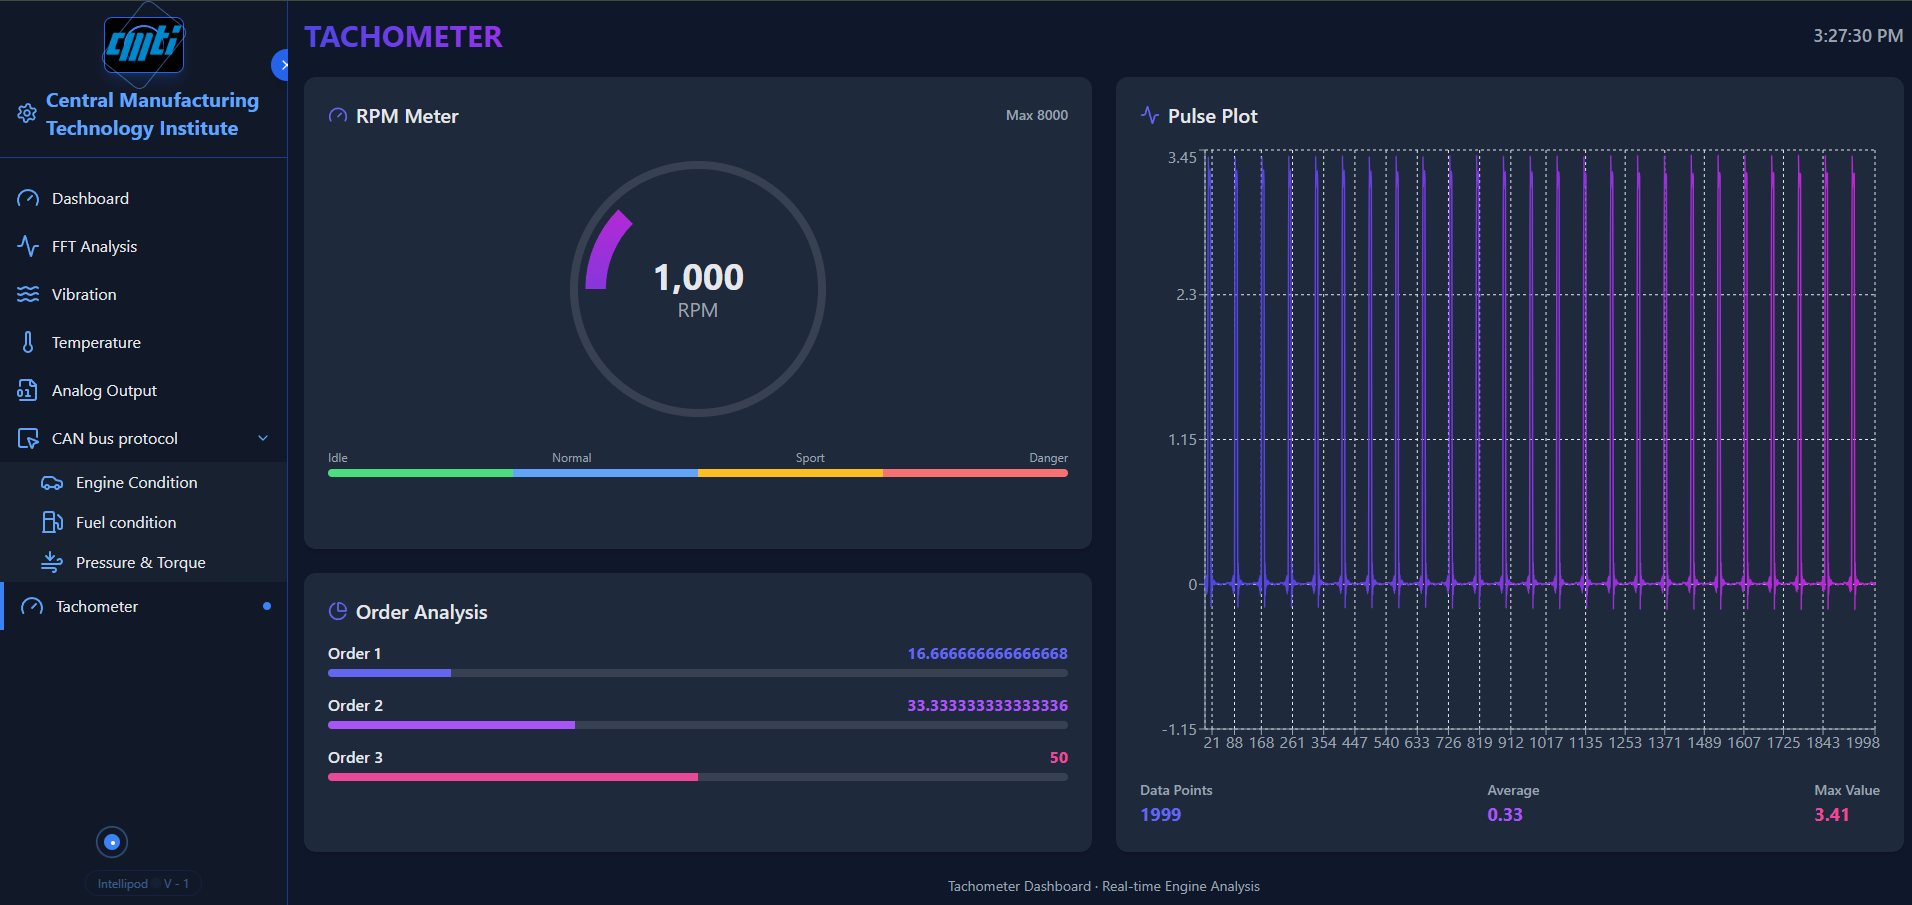 cmti
Central Manufacturing
Technology Institute
Dashboard
FFT Analysis
Vibration
Temperature
Analog Output
CAN bus protocol
Engine Condition
Fuel condition
Pressure & Torque
Tachometer
Intellipod V - 1
TACHOMETER
3:27:30 PM
RPM Meter
Max 8000
1,000
RPM
Idle Normal Sport Danger
Order Analysis
Order 1 16.666666666666668
Order 2 33.333333333333336
Order 3 50
Pulse Plot
3.45
2.3
1.15
0
-1.15
21 88 168 261 354 447 540 633 726 819 912 1017 1135 1253 1371 1489 1607 1725 1843 1998
Data Points Average Max Value
1999 0.33 3.41
Tachometer Dashboard · Real-time Engine Analysis